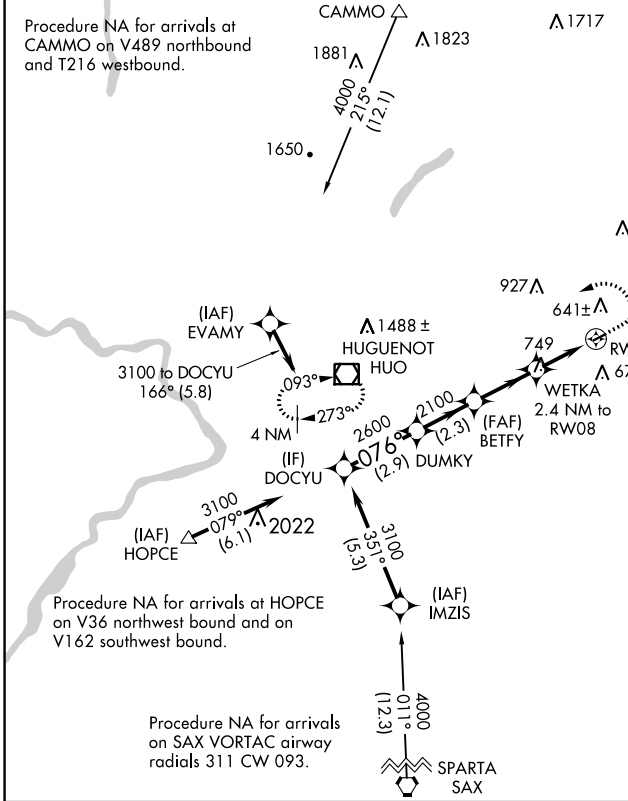 Procedure NA for arrivals at
CAMMO on V489 northbound
and T216 westbound.
CAMMO
1717
1823
1881
4000
215°
(12.1)
1650
927
641±
(IAF)
EVAMY
1488 ±
HUGUENOT
HUO
749
RW
67
3100 to DOCYU
166° (5.8)
093°
273°
4 NM
WETKA
2.4 NM to
RW08
2100
(2.3)
(FAF)
BETFY
2600
076°
(2.9)
DUMKY
(IF)
DOCYU
3100
079°
(6.1)
2022
(IAF)
HOPCE
3100
351°
(5.3)
(IAF)
IMZIS
Procedure NA for arrivals at HOPCE
on V36 northwest bound and on
V162 southwest bound.
4000
011°
(12.3)
Procedure NA for arrivals
on SAX VORTAC airway
radials 311 CW 093.
SPARTA
SAX